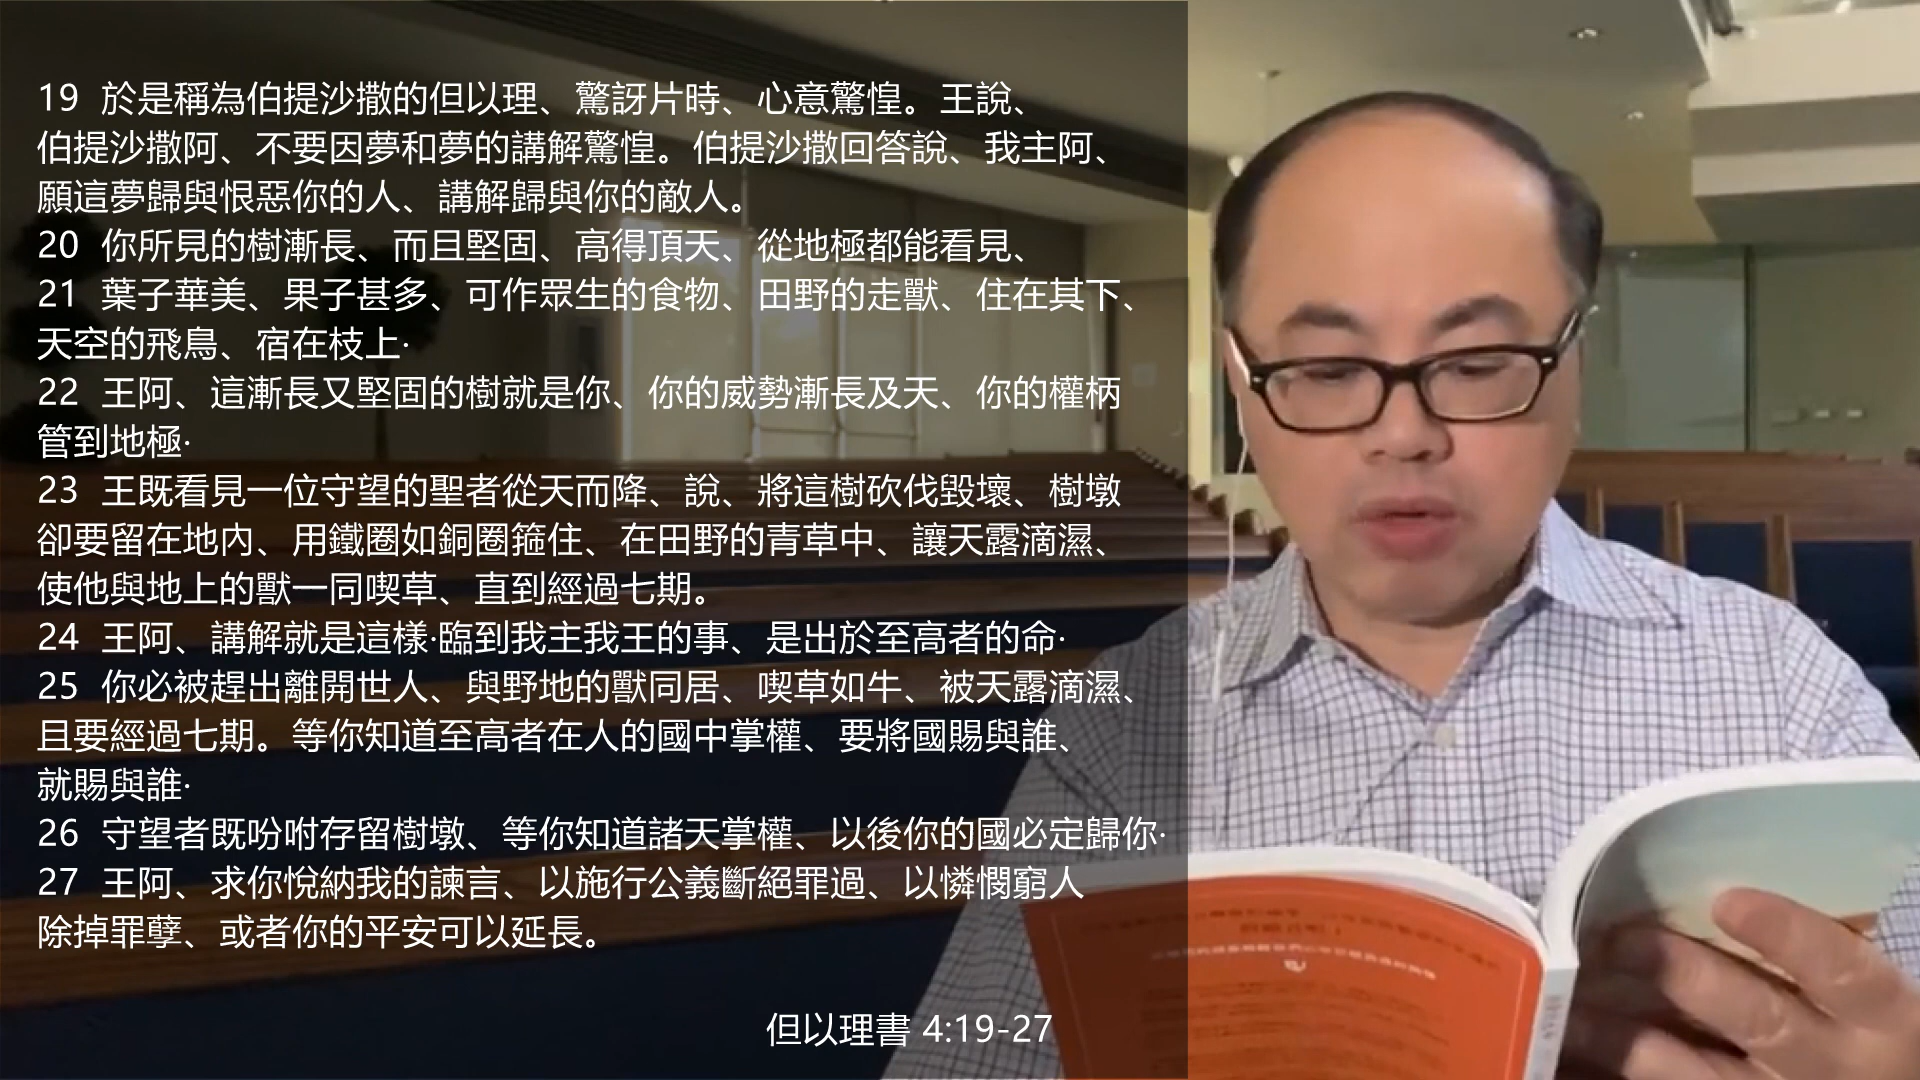 19 於是稱為伯提沙撒的但以理、驚訝片時、心意驚惶。王說、
伯提沙撒阿、不要因夢和夢的講解驚惶。伯提沙撒回答說、我主阿、
願這夢歸與恨惡你的人、講解歸與你的敵人。
20 你所見的樹漸長、而且堅固、高得頂天、從地極都能看見、
21 葉子華美、果子甚多、可作眾生的食物、田野的走獸、住在其下、
天空的飛鳥、宿在枝上·
22 王阿、這漸長又堅固的樹就是你、你的威勢漸長及天、你的權柄
管到地極·
23 王既看見一位守望的聖者從天而降、說、將這樹砍伐毀壞、樹墩
卻要留在地內、用鐵圈如銅圈箍住、在田野的青草中、讓天露滴濕、
使他與地上的獸一同喫草、直到經過七期。
24 王阿、講解就是這樣·臨到我主我王的事、是出於至高者的命·
25 你必被趕出離開世人、與野地的獸同居、喫草如牛、被天露滴濕、
且要經過七期。等你知道至高者在人的國中掌權、要將國賜與誰、
就賜與誰·
26 守望者既吩咐存留樹墩、等你知道諸天掌權、以後你的國必定歸你·
27 王阿、求你悅納我的諫言、以施行公義斷絕罪過、以憐憫窮人
除掉罪孽、或者你的平安可以延長。
但以理書 4:19-27